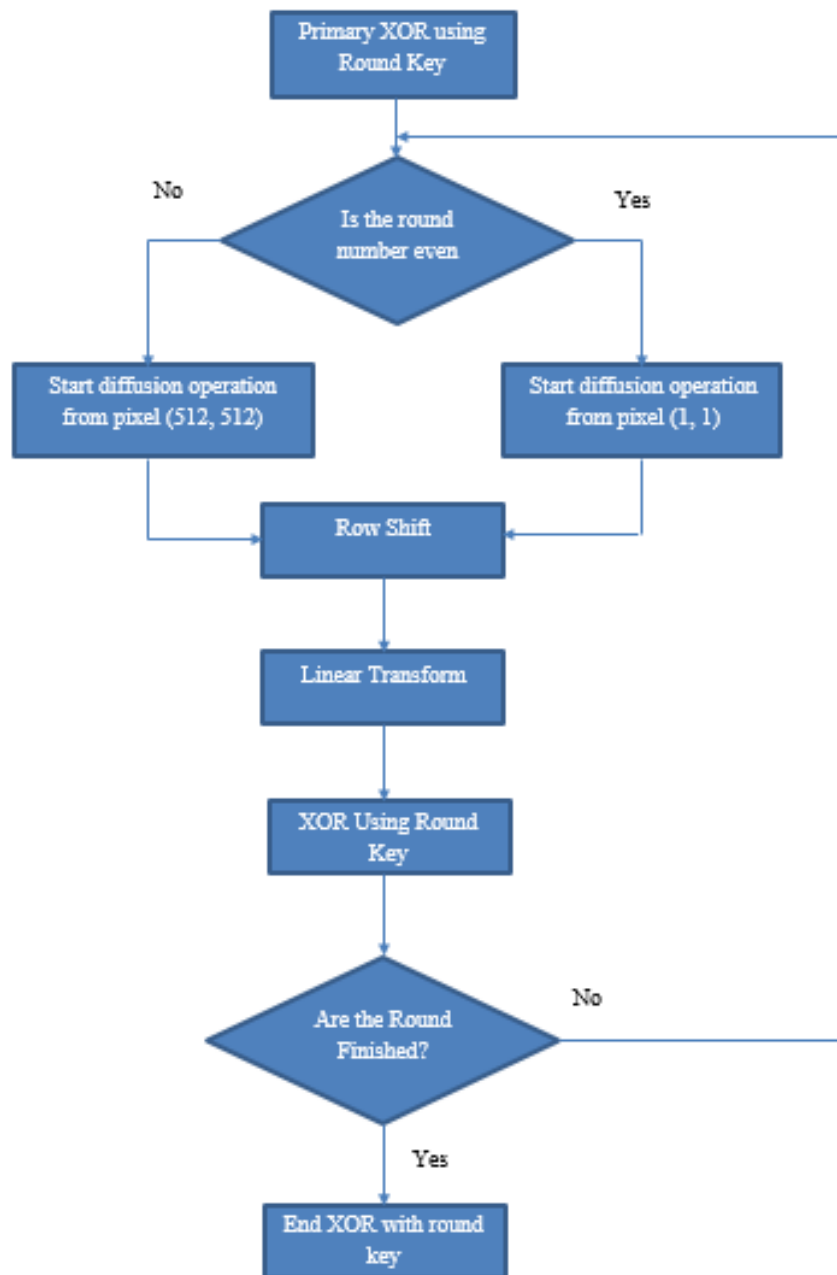 Primary XOR using
Round Key
No
Yes
Is the round
number even
Start diffusion operation
from pixel (512, 512)
Start diffusion operation
from pixel (1, 1)
Row Shift
Linear Transform
XOR Using Round
Key
Are the Round
Finished?
No
Yes
End XOR with round
key